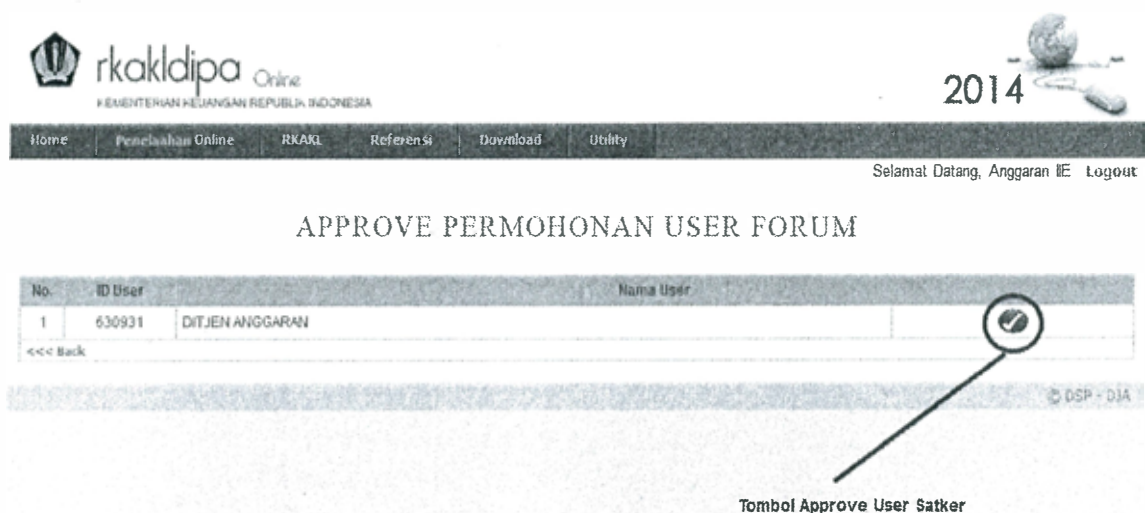 rkakldipa Online
KEMENTERIAN KEUANGAN REPUBLIK INDONESIA
2014
Home Penelaahan Online RKAKL Referensi Download Utility
Selamat Datang, Anggaran IIE Logout
APPROVE PERMOHONAN USER FORUM
No. ID User Nama User
1 630931 DITJEN ANGGARAN
<<< Back
© DSP - DJA
Tombol Approve User Satker